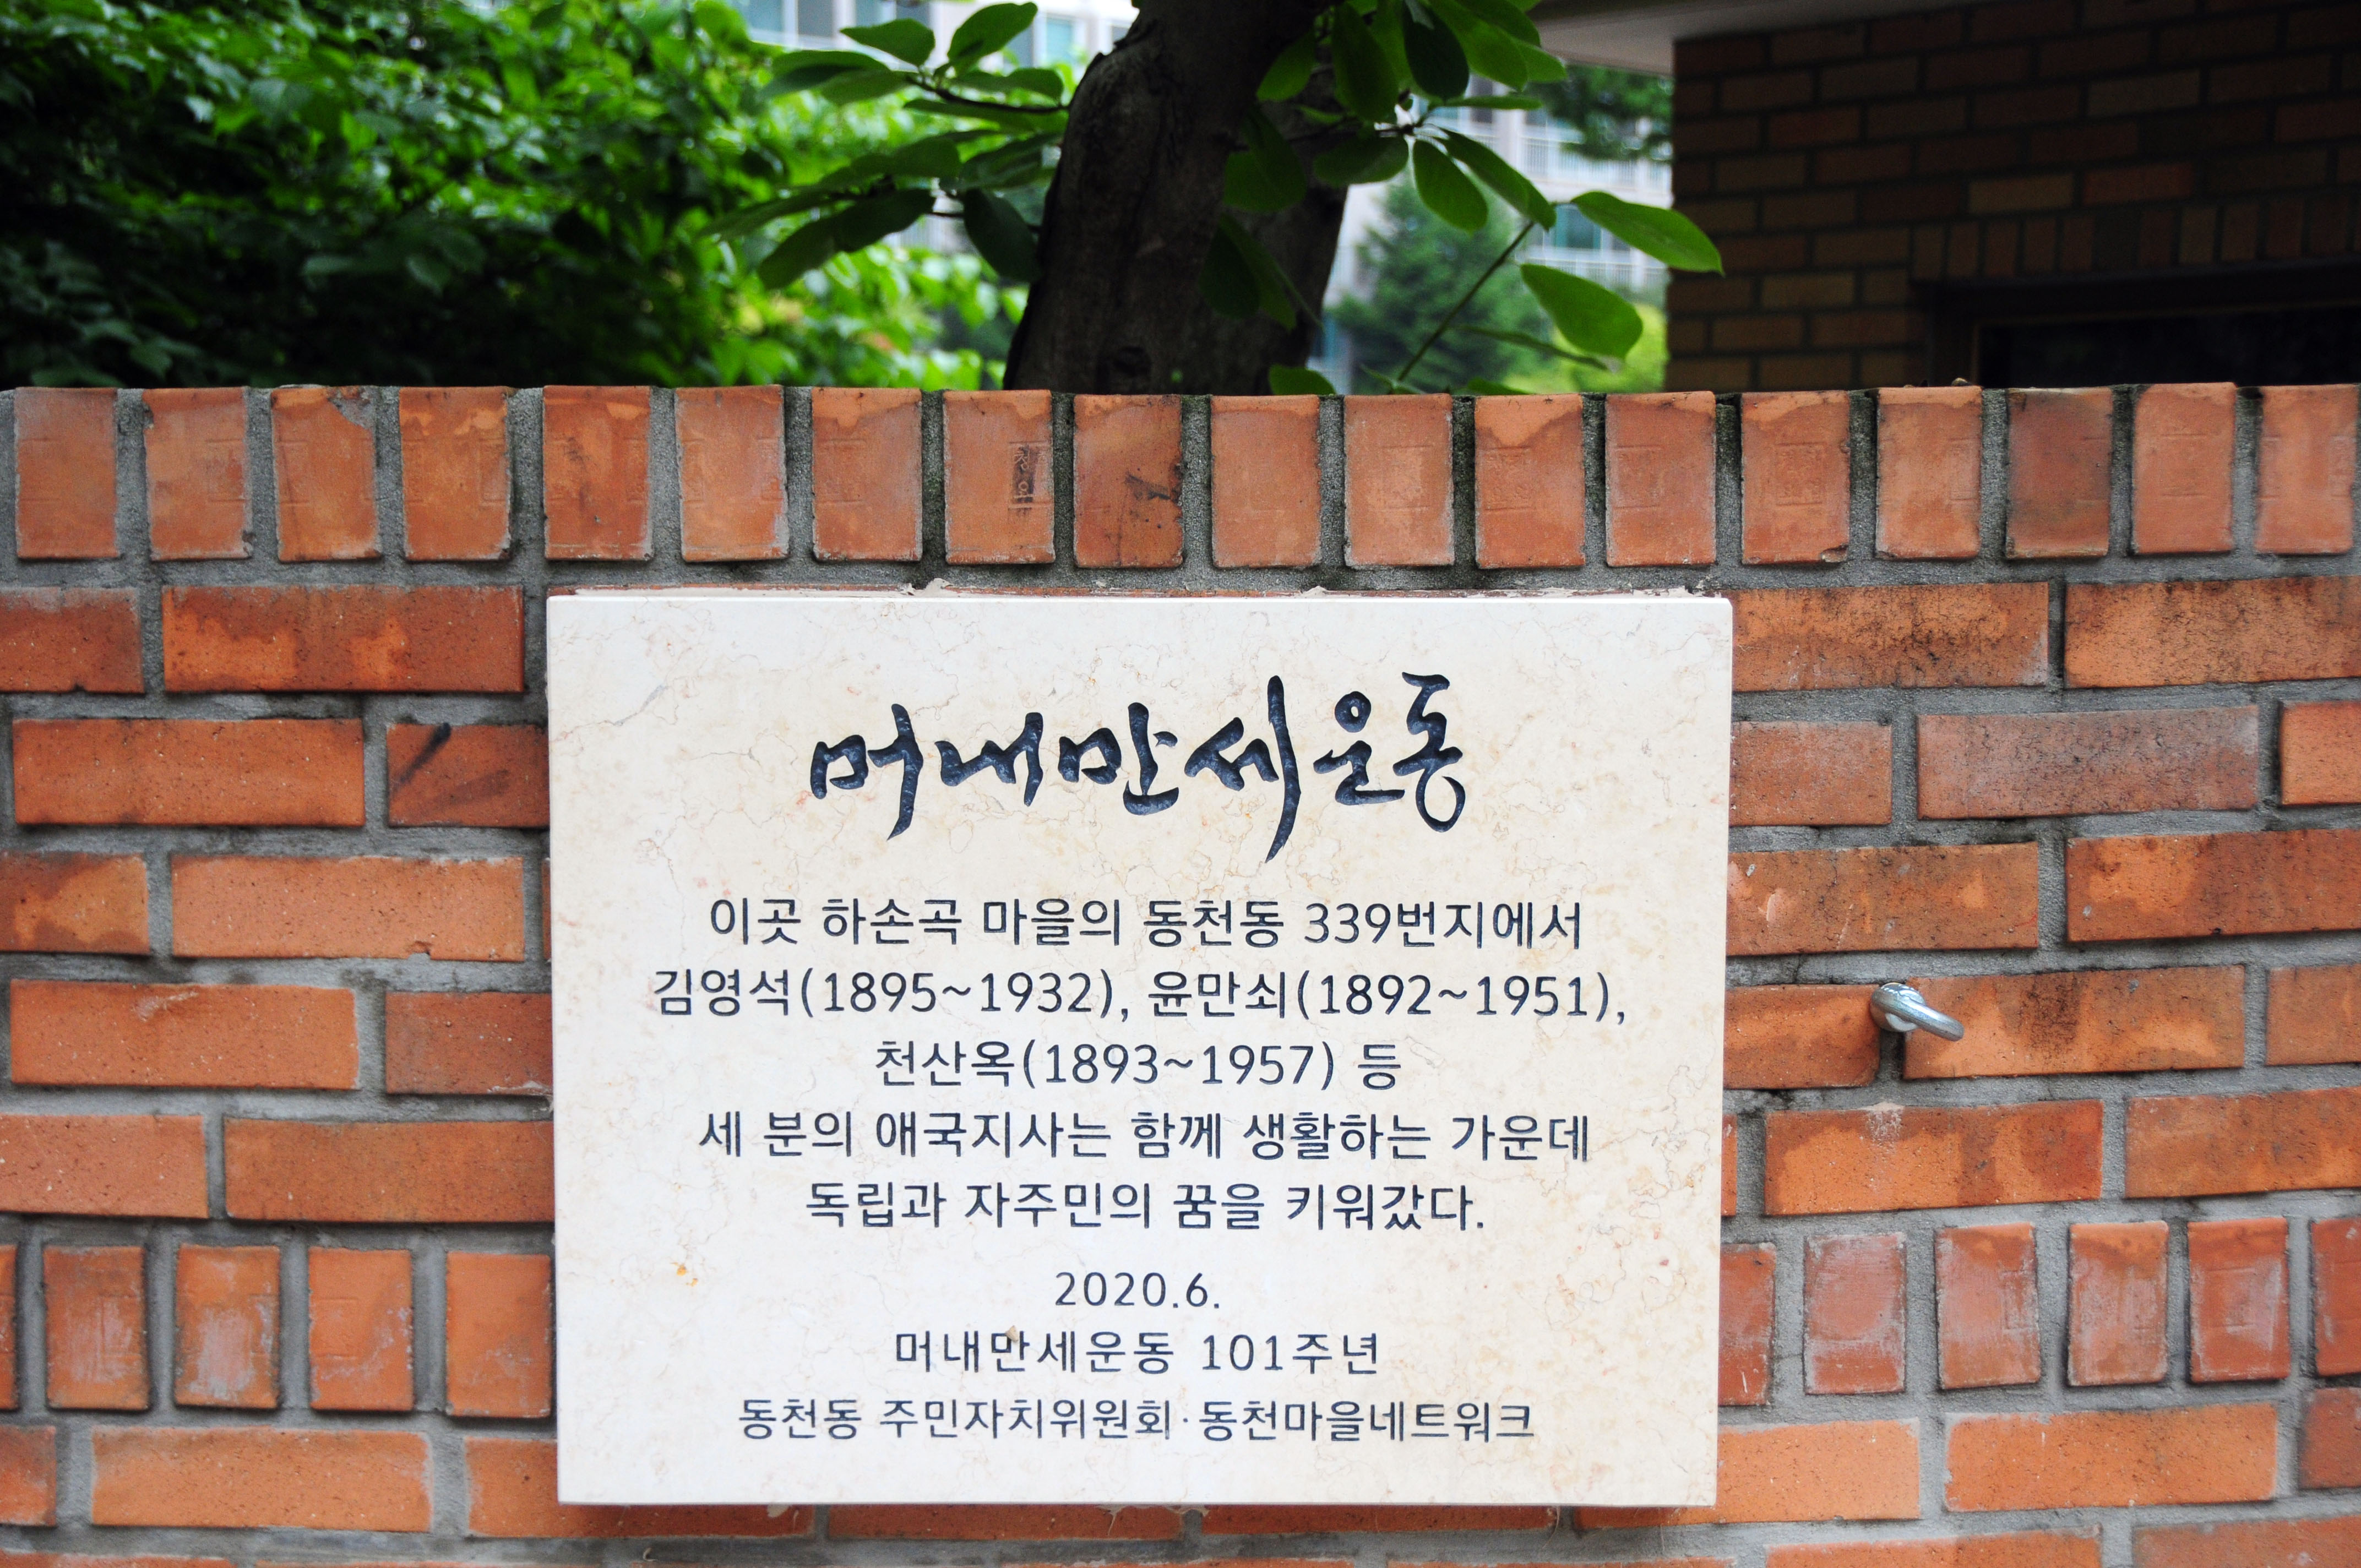 머내만세운동
이곳 하손곡 마을의 동천동 339번지에서
김영석(1895~1932), 윤만쇠(1892~1951),
천산옥(1893~1957) 등
세 분의 애국지사는 함께 생활하는 가운데
독립과 자주민의 꿈을 키워갔다.
2020.6.
머내만세운동 101주년
동천동 주민자치위원회·동천마을네트워크